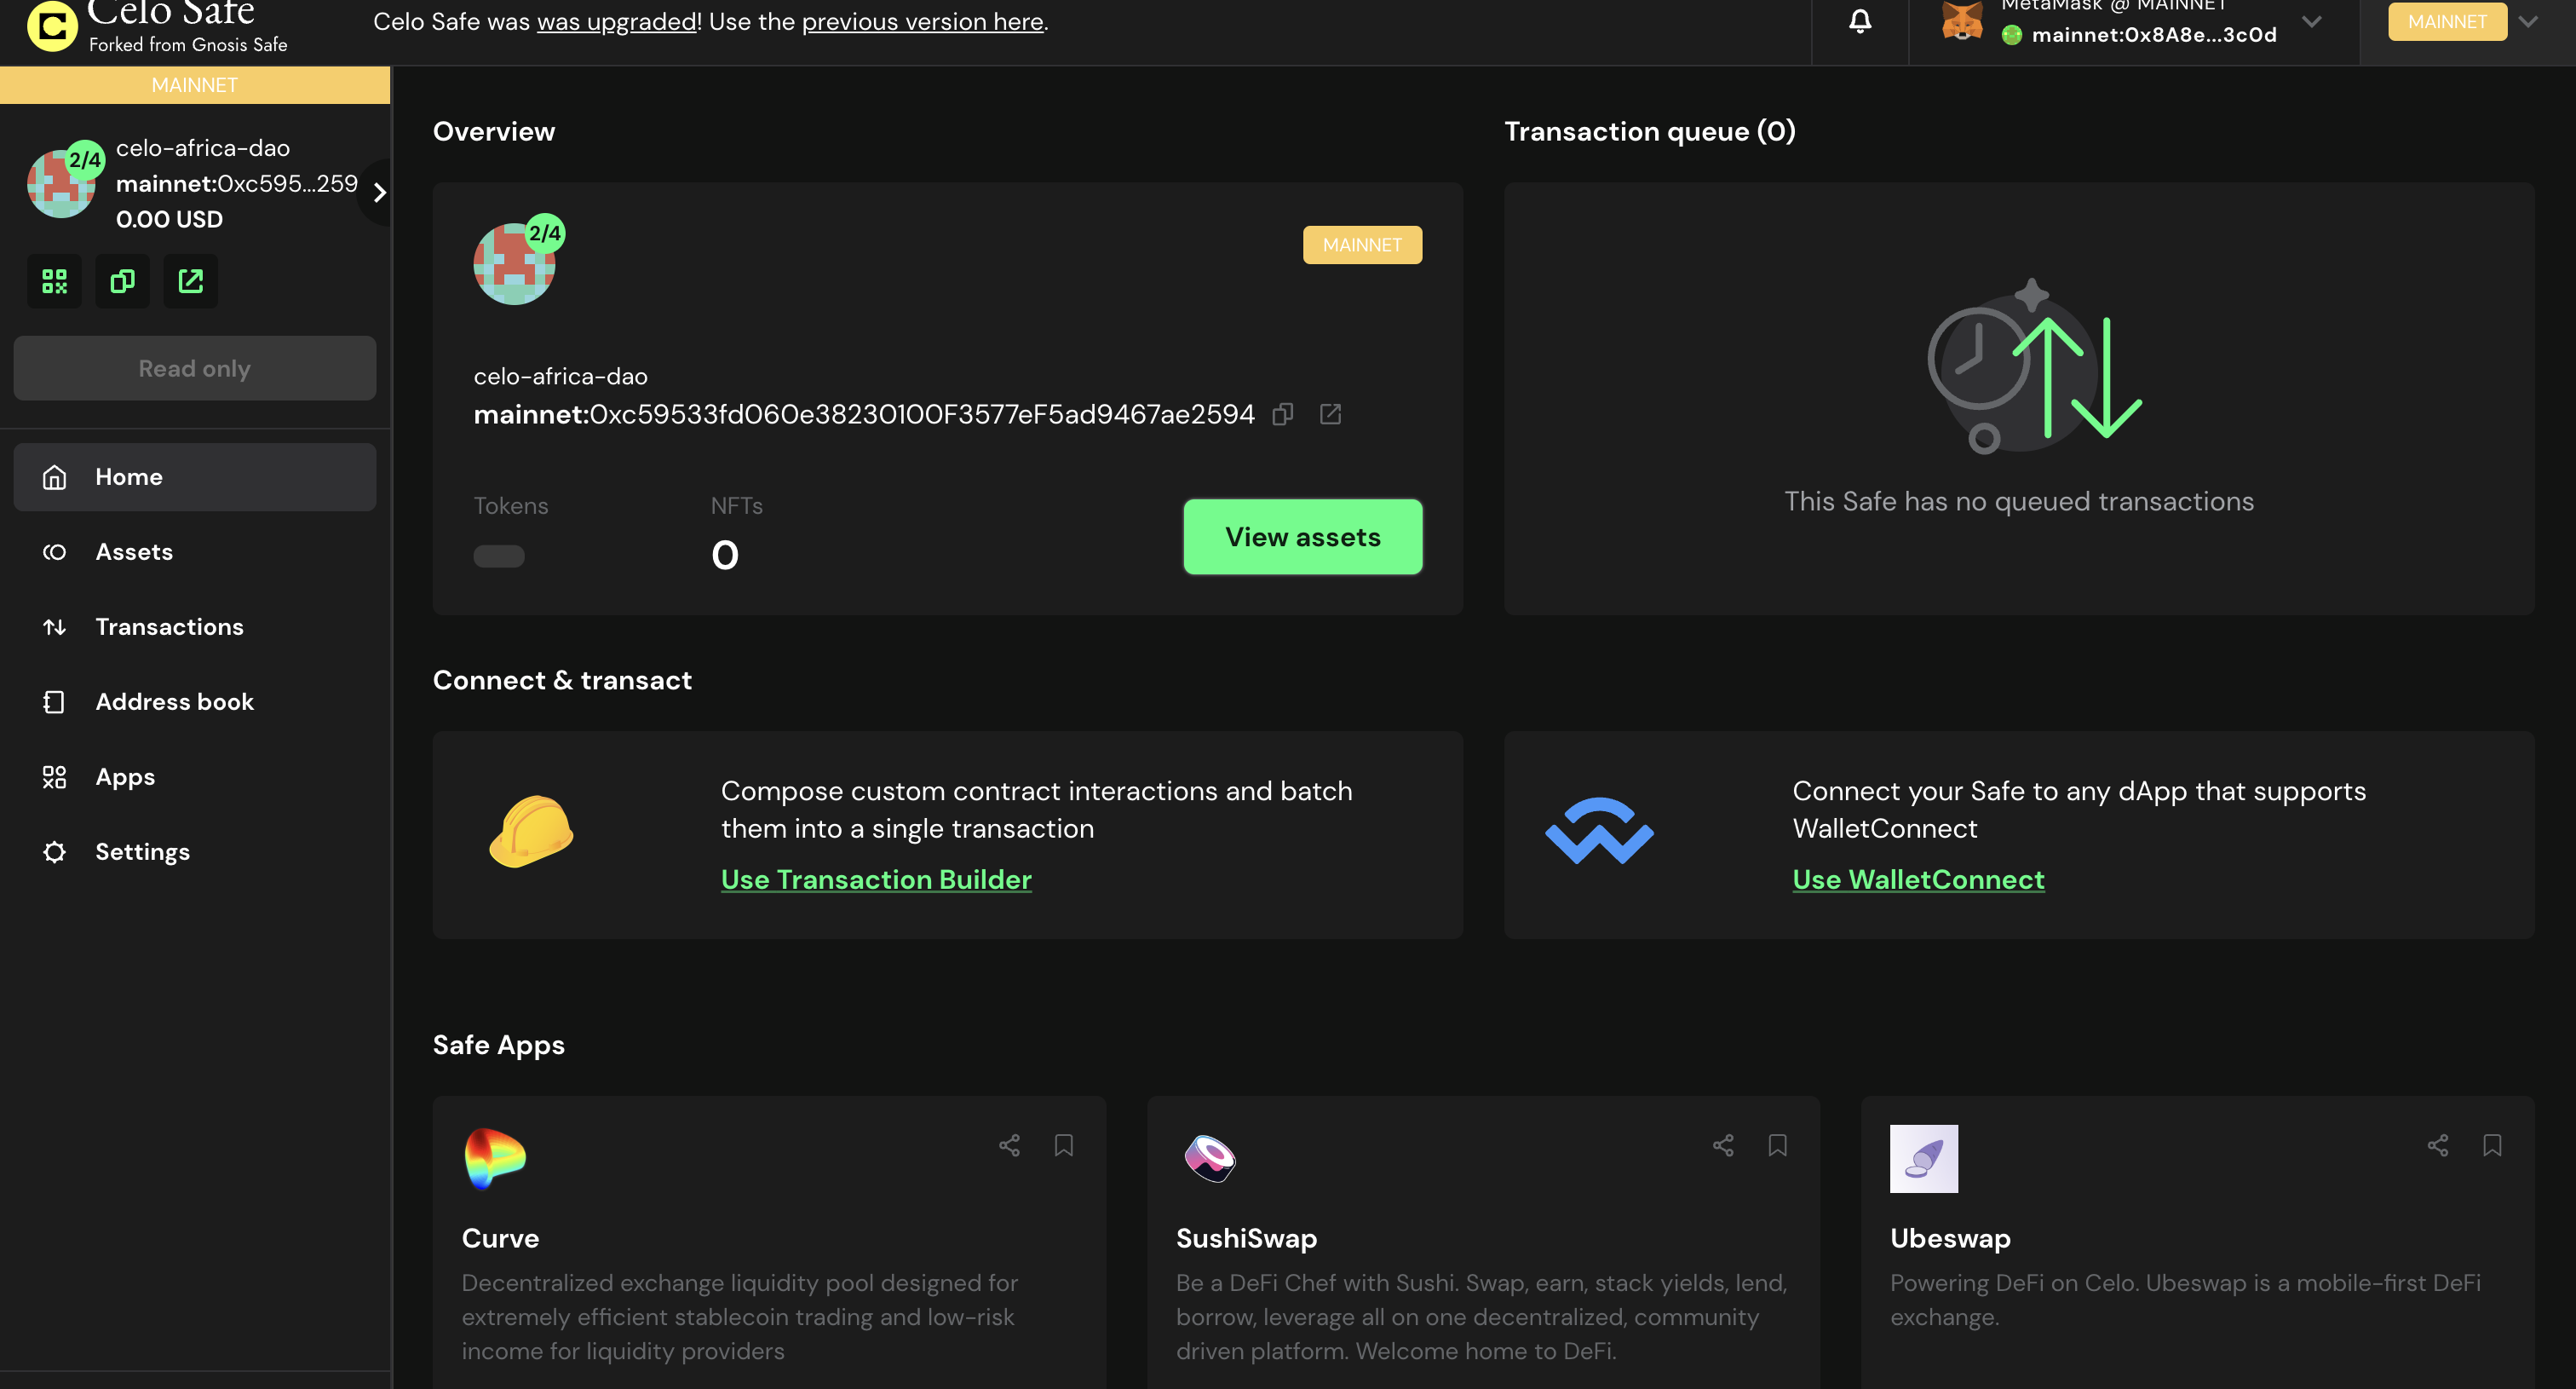 Celo Safe
Forked from Gnosis Safe
Celo Safe was was upgraded! Use the previous version here.
MetaMask @ MAINNET
mainnet:0x8A8e...3c0d
MAINNET
MAINNET
2/4
celo-africa-dao
mainnet:0xc595...259
0.00 USD
Read only
Home
Assets
Transactions
Address book
Apps
Settings
Overview
2/4
MAINNET
celo-africa-dao
mainnet:0xc59533fd060e38230100F3577eF5ad9467ae2594
Tokens
NFTs
0
View assets
Transaction queue (0)
This Safe has no queued transactions
Connect & transact
Compose custom contract interactions and batch
them into a single transaction
Use Transaction Builder
Connect your Safe to any dApp that supports
WalletConnect
Use WalletConnect
Safe Apps
Curve
Decentralized exchange liquidity pool designed for
extremely efficient stablecoin trading and low-risk
income for liquidity providers
SushiSwap
Be a DeFi Chef with Sushi. Swap, earn, stack yields, lend,
borrow, leverage all on one decentralized, community
driven platform. Welcome home to DeFi.
Ubeswap
Powering DeFi on Celo. Ubeswap is a mobile-first DeFi
exchange.